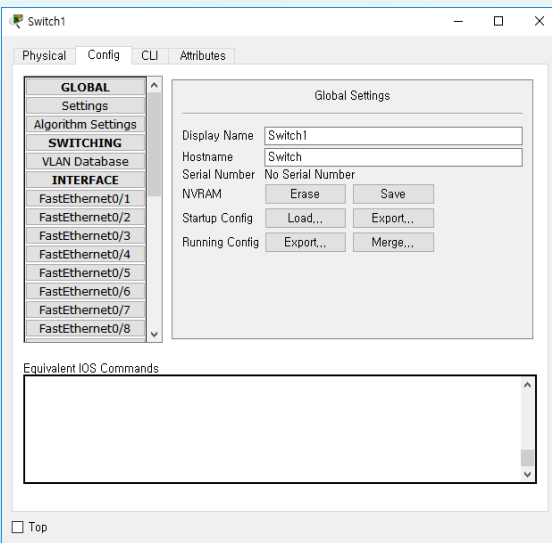 Switch1
Physical Config CLI Attributes
GLOBAL
Settings
Algorithm Settings
SWITCHING
VLAN Database
INTERFACE
FastEthernet0/1
FastEthernet0/2
FastEthernet0/3
FastEthernet0/4
FastEthernet0/5
FastEthernet0/6
FastEthernet0/7
FastEthernet0/8
Global Settings
Display Name Switch1
Hostname Switch
Serial Number No Serial Number
NVRAM Erase Save
Startup Config Load... Export...
Running Config Export... Merge...
Equivalent IOS Commands
Top